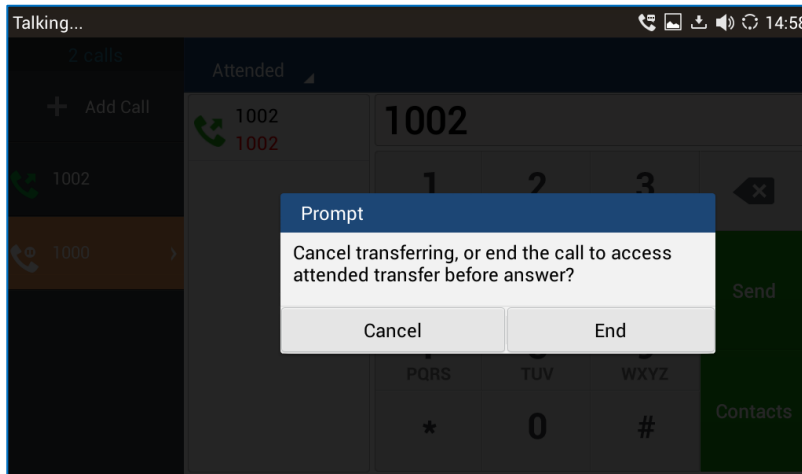 Talking...
14:58
2 calls
Attended
Add Call
1002
1002
1002
1002
1000
1
2
3
Prompt
Cancel transferring, or end the call to access
attended transfer before answer?
Cancel
End
Send
PQRS
TUV
WXYZ
*
0
#
Contacts